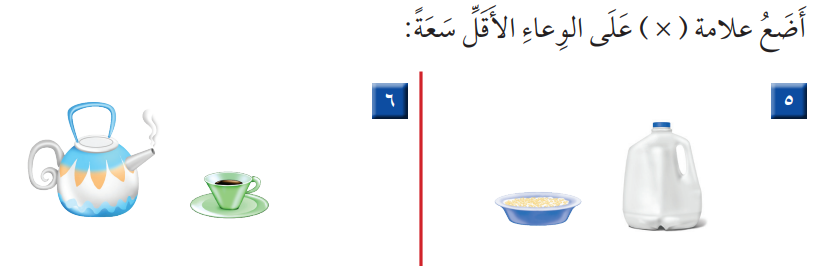 أَضَعُ علامة (×) عَلَى الوِعاءِ الأَقَلِّ سَعَةً:
٥
٦